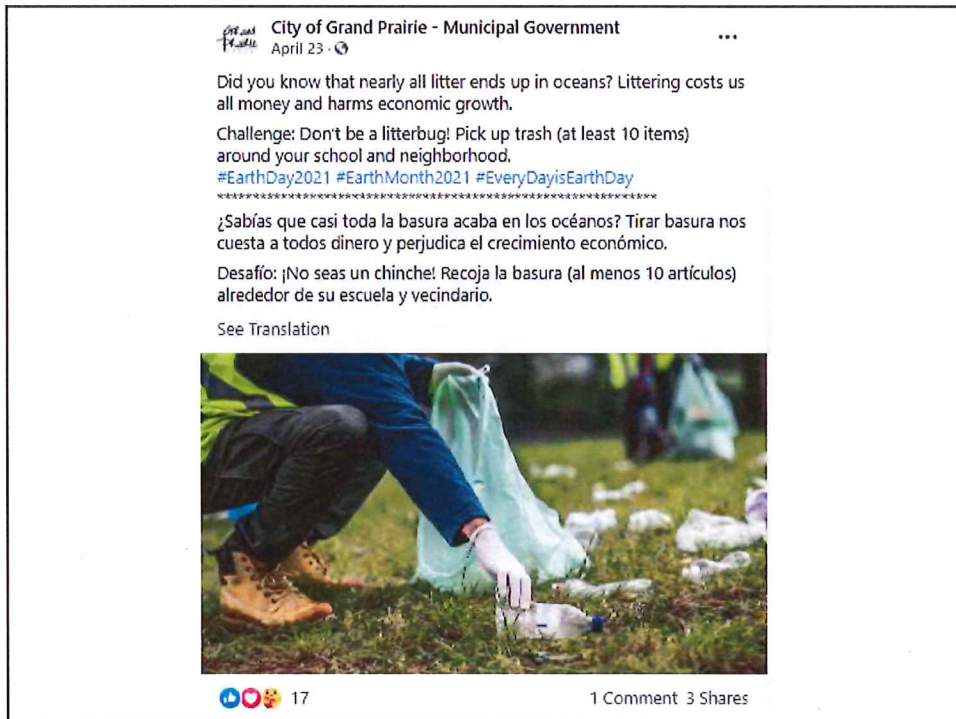 Grand
Prairie
City of Grand Prairie - Municipal Government
April 23 ·
Did you know that nearly all litter ends up in oceans? Littering costs us
all money and harms economic growth.
Challenge: Don't be a litterbug! Pick up trash (at least 10 items)
around your school and neighborhood.
#EarthDay2021 #EarthMonth2021 #EveryDayisEarthDay
*************************************************************
¿Sabías que casi toda la basura acaba en los océanos? Tirar basura nos
cuesta a todos dinero y perjudica el crecimiento económico.
Desafío: ¡No seas un chinche! Recoja la basura (al menos 10 artículos)
alrededor de su escuela y vecindario.
See Translation
17
1 Comment 3 Shares